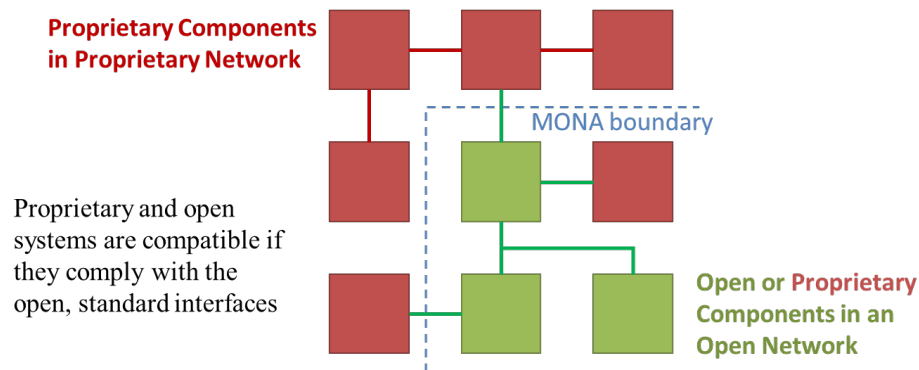 Proprietary Components
in Proprietary Network
MONA boundary
Proprietary and open
systems are compatible if
they comply with the
open, standard interfaces
Open or Proprietary
Components in an
Open Network